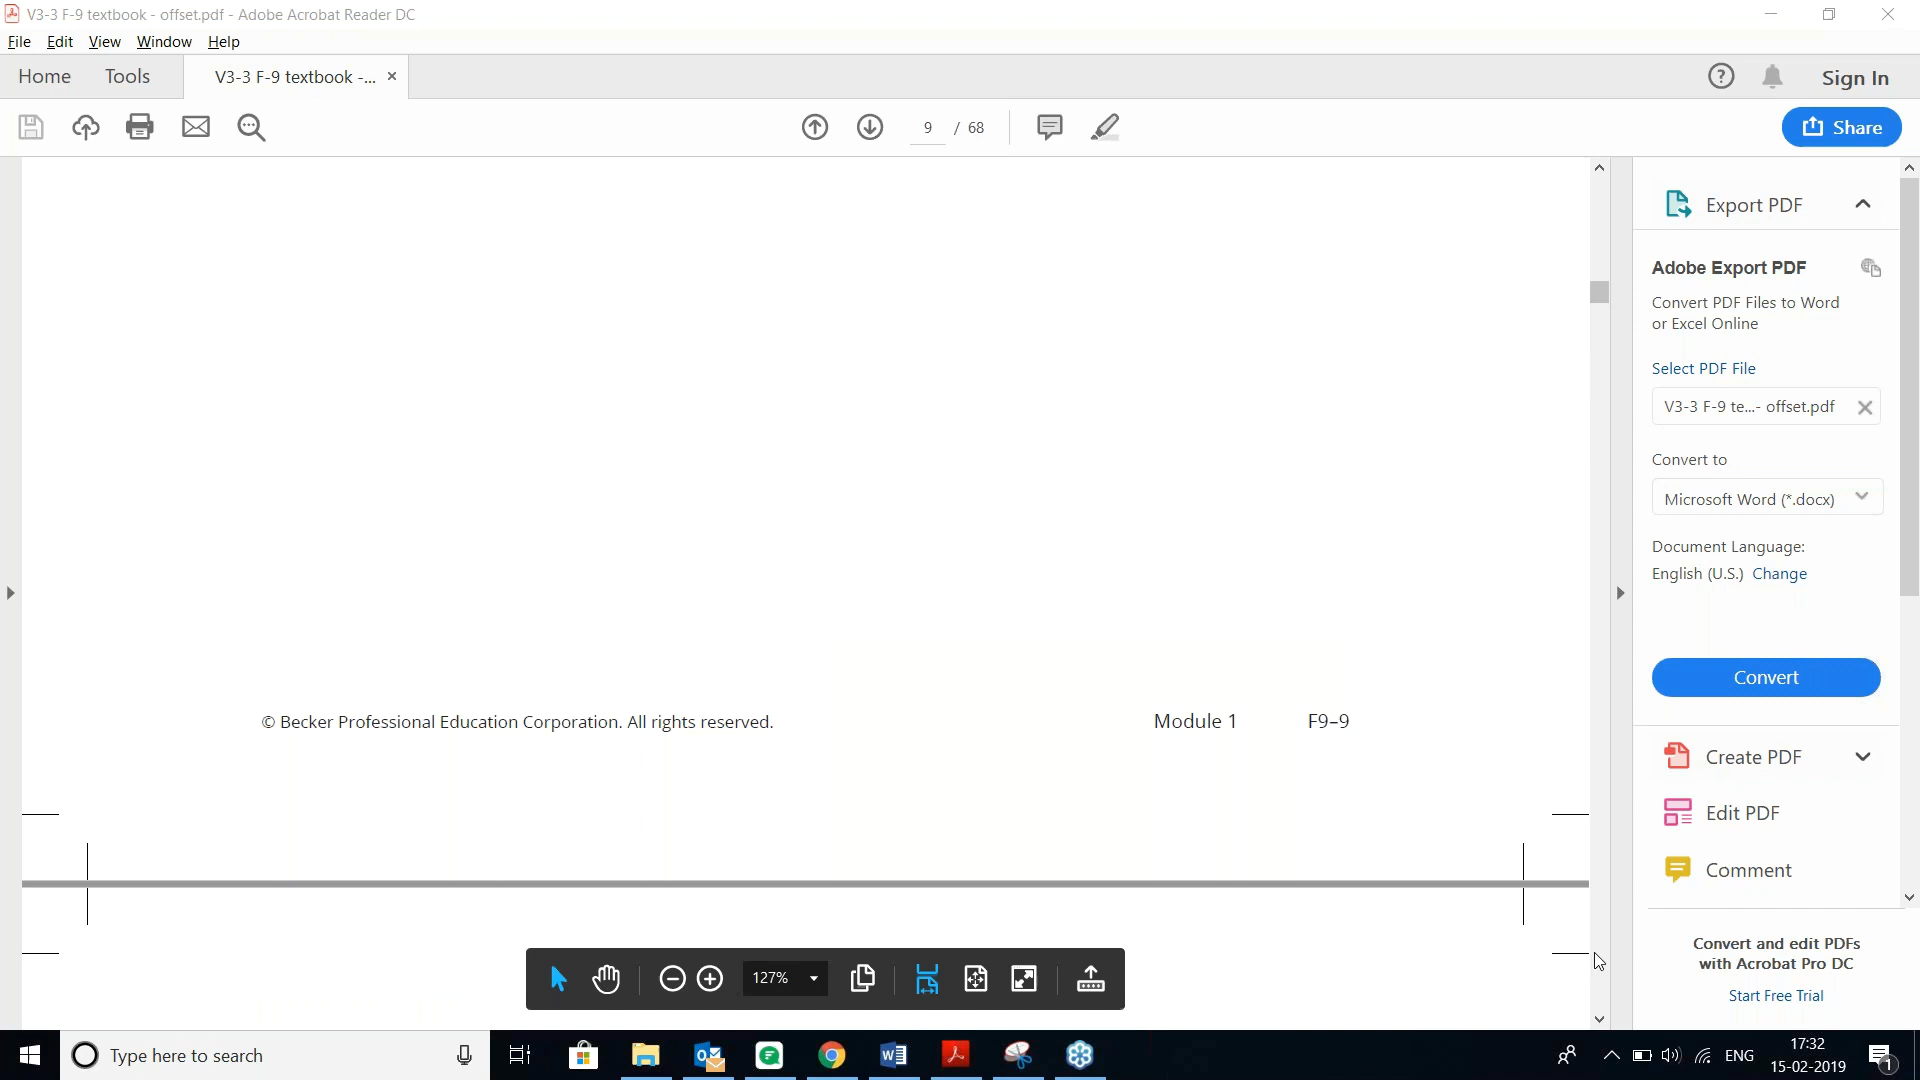 V3-3 F-9 textbook - offset.pdf - Adobe Acrobat Reader DC
File Edit View Window Help
Home Tools V3-3 F-9 textbook -... × Sign In
9 / 68 Share
Export PDF
Adobe Export PDF
Convert PDF Files to Word
or Excel Online
Select PDF File
V3-3 F-9 te...- offset.pdf
Convert to
Microsoft Word (*.docx)
Document Language:
English (U.S.) Change
Convert
© Becker Professional Education Corporation. All rights reserved. Module 1 F9–9
Create PDF
Edit PDF
Comment
Convert and edit PDFs
with Acrobat Pro DC
Start Free Trial
127%
Type here to search
ENG
17:32
15-02-2019
1